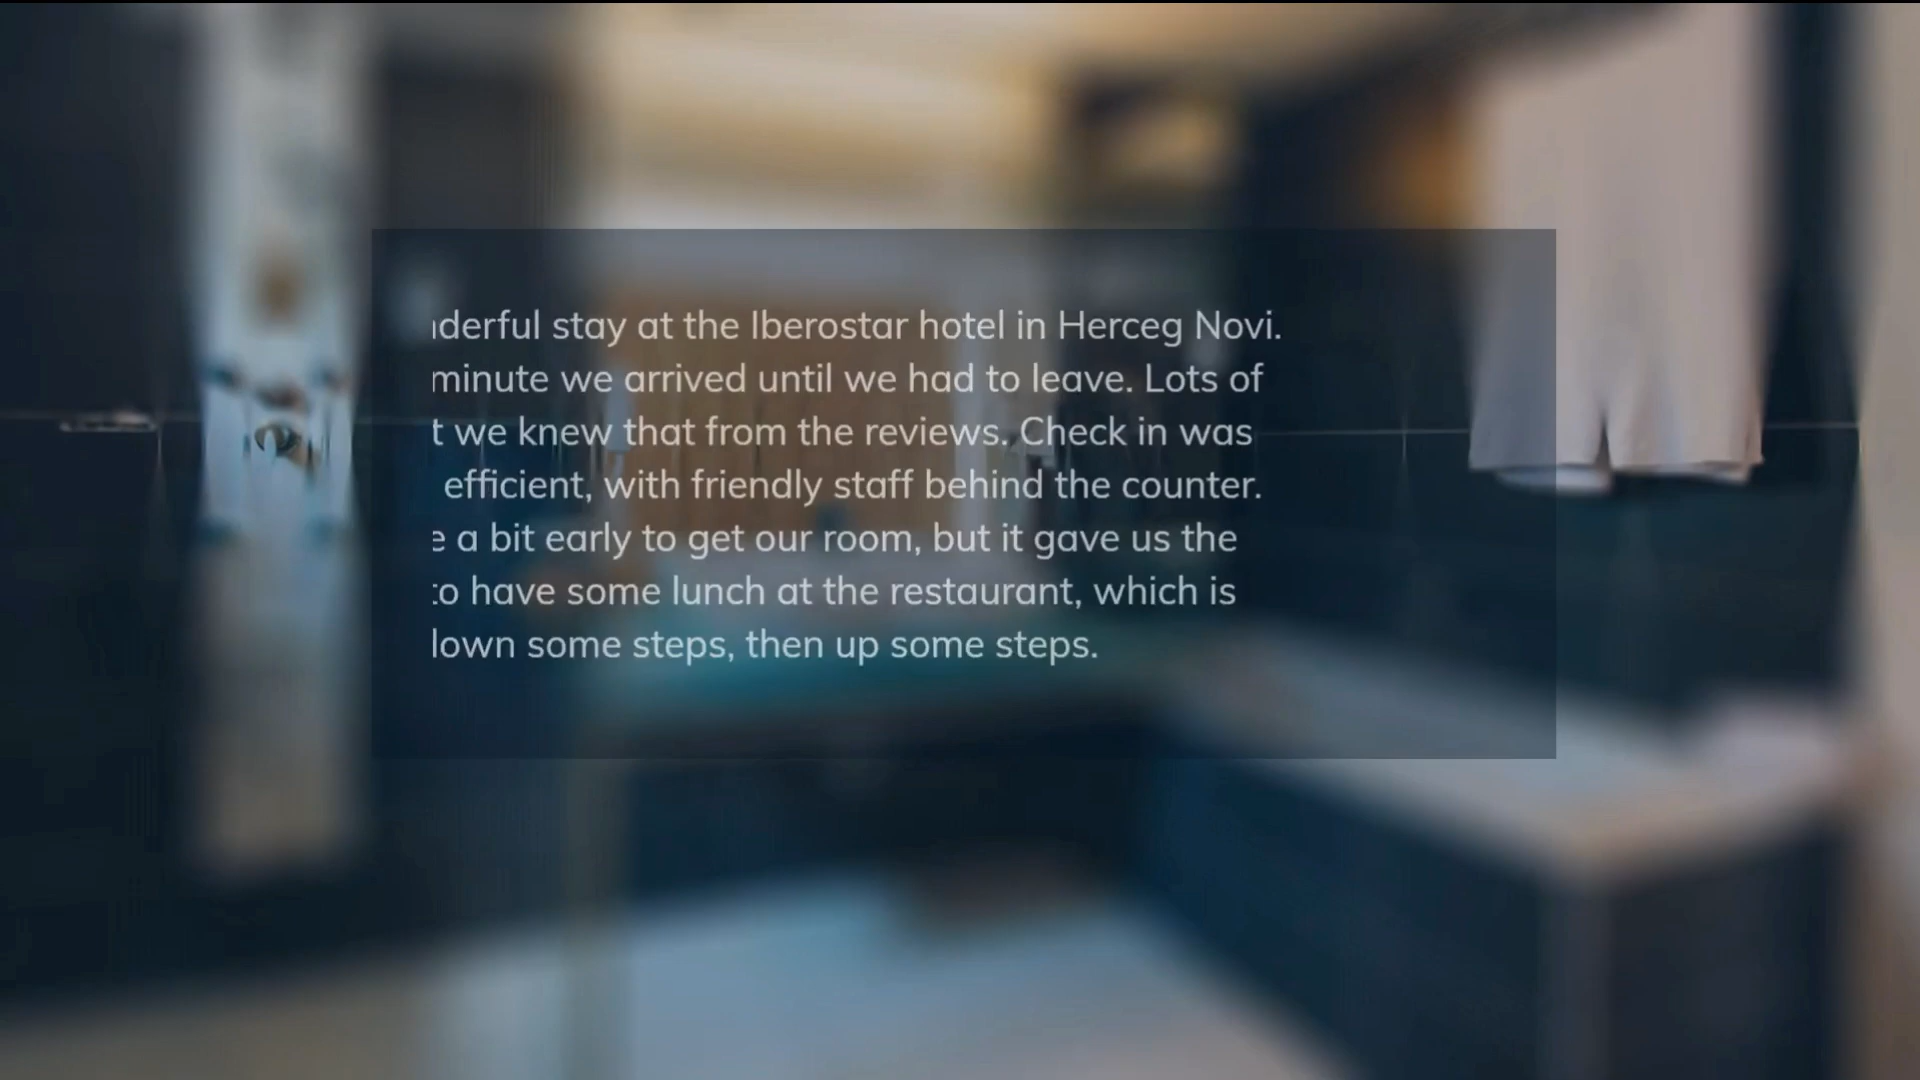 derful stay at the Iberostar hotel in Herceg Novi.
minute we arrived until we had to leave. Lots of
t we knew that from the reviews. Check in was
efficient, with friendly staff behind the counter.
e a bit early to get our room, but it gave us the
to have some lunch at the restaurant, which is
down some steps, then up some steps.